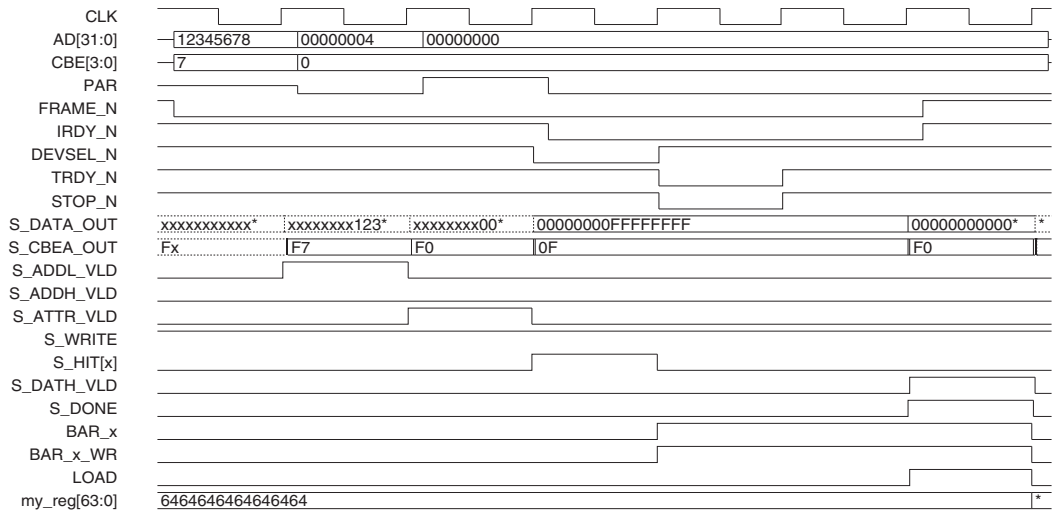 CLK
AD[31:0] 12345678 00000004 00000000
CBE[3:0] 7 0
PAR
FRAME_N
IRDY_N
DEVSEL_N
TRDY_N
STOP_N
S_DATA_OUT xxxxxxxxxxx* xxxxxxxx123* xxxxxxxx00* 00000000FFFFFFFF 00000000000* *
S_CBEA_OUT Fx F7 F0 0F F0
S_ADDL_VLD
S_ADDH_VLD
S_ATTR_VLD
S_WRITE
S_HIT[x]
S_DATH_VLD
S_DONE
BAR_x
BAR_x_WR
LOAD
my_reg[63:0] 6464646464646464 *